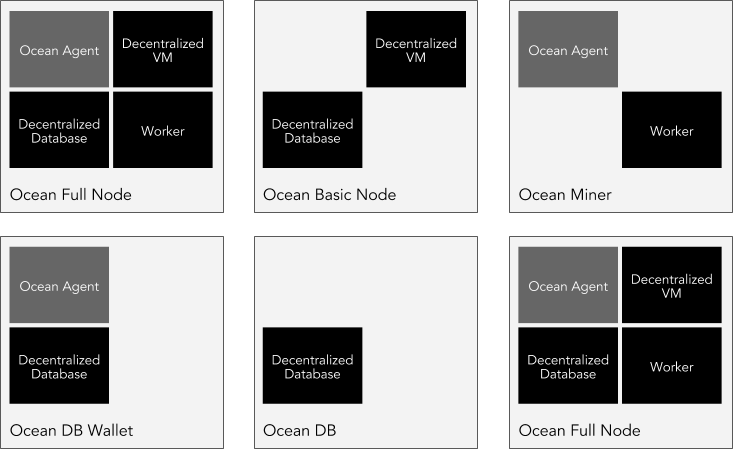 Ocean Agent
Decentralized
VM
Decentralized
Database
Worker
Ocean Full Node
Decentralized
VM
Decentralized
Database
Ocean Basic Node
Ocean Agent
Worker
Ocean Miner
Ocean Agent
Decentralized
Database
Ocean DB Wallet
Decentralized
Database
Ocean DB
Ocean Agent
Decentralized
VM
Decentralized
Database
Worker
Ocean Full Node